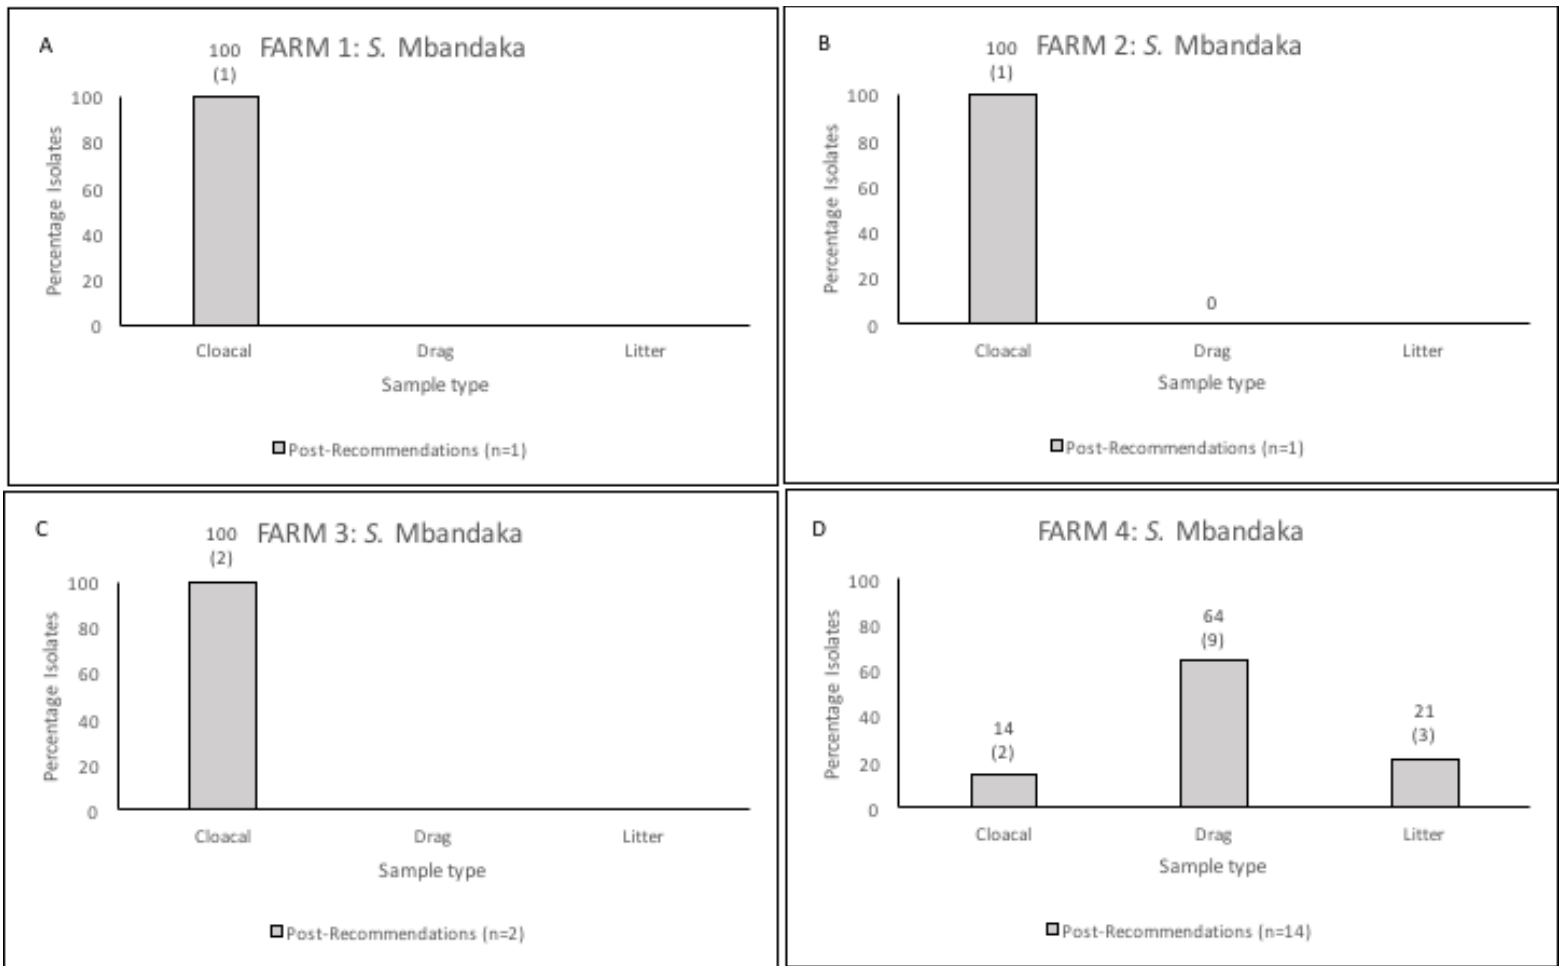 A
FARM 1: S. Mbandaka
100
(1)
Percentage Isolates
100
80
60
40
20
0
Cloacal Drag Litter
Sample type
Post-Recommendations (n=1)
B
FARM 2: S. Mbandaka
100
(1)
Percentage Isolates
100
80
60
40
20
0
0
Cloacal Drag Litter
Sample type
Post-Recommendations (n=1)
C
FARM 3: S. Mbandaka
100
(2)
Percentage Isolates
100
80
60
40
20
0
Cloacal Drag Litter
Sample type
Post-Recommendations (n=2)
D
FARM 4: S. Mbandaka
Percentage Isolates
100
80
60
40
20
0
14
(2)
64
(9)
21
(3)
Cloacal Drag Litter
Sample type
Post-Recommendations (n=14)